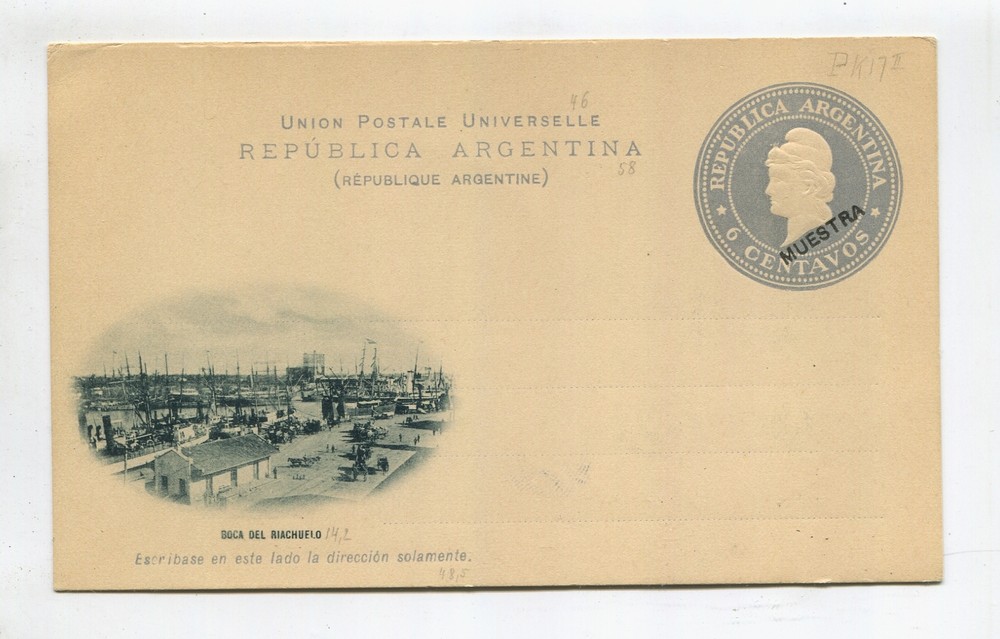 PK17 II
46
UNION POSTALE UNIVERSELLE
REPÚBLICA ARGENTINA
58
(RÉPUBLIQUE ARGENTINE)
REPUBLICA ARGENTINA
6 CENTAVOS
MUESTRA
BOCA DEL RIACHUELO 14,2
Escríbase en este lado la dirección solamente.
48,5